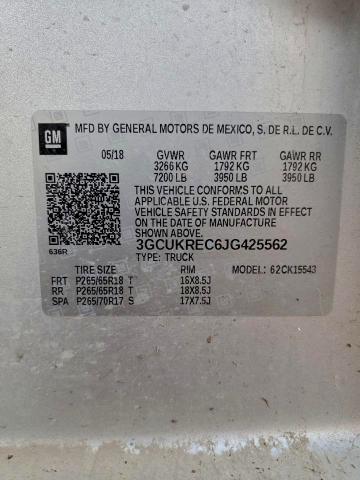 GM
MFD BY GENERAL MOTORS DE MEXICO, S. DE R.L. DE C.V.
05/18 GVWR GAWR FRT GAWR RR
3266 KG 1792 KG 1792 KG
7200 LB 3950 LB 3950 LB
THIS VEHICLE CONFORMS TO ALL
APPLICABLE U.S. FEDERAL MOTOR
VEHICLE SAFETY STANDARDS IN EFFECT
ON THE DATE OF MANUFACTURE
SHOWN ABOVE.
636R
3GCUKREC6JG425562
TYPE: TRUCK
TIRE SIZE RIM MODEL: 62CK15543
FRT P265/65R18 T 16X8.5J
RR P265/65R18 T 18X8.5J
SPA P265/70R17 S 17X7.5J